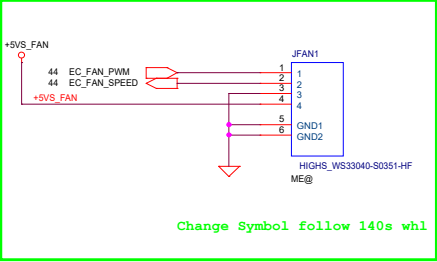 +5VS_FAN
JFAN1
44 EC_FAN_PWM 1 1
44 EC_FAN_SPEED 2 2
3 3
+5VS_FAN 4 4
5 GND1
6 GND2
HIGHS_WS33040-S0351-HF
ME@
Change Symbol follow 140s whl